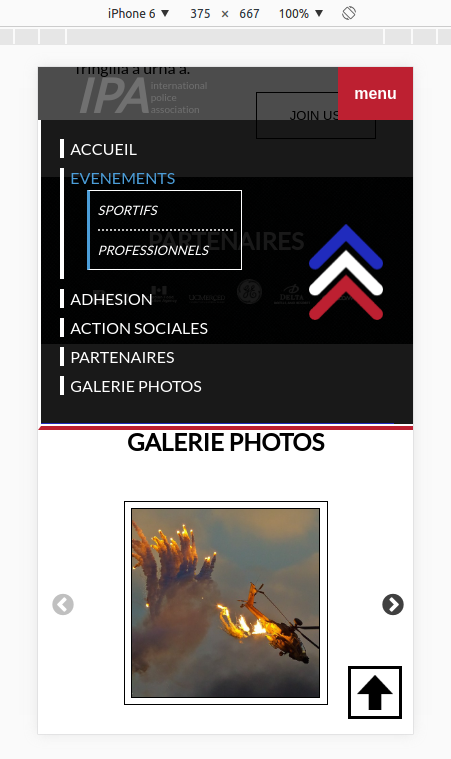 iPhone 6 375 × 667 100%
fringilla a urna a.
IPA
international
police
association
menu
JOIN US
ACCUEIL
EVENEMENTS
SPORTIFS
PROFESSIONNELS
PARTENAIRES
DELTA
ADHESION
ACTION SOCIALES
PARTENAIRES
GALERIE PHOTOS
GALERIE PHOTOS